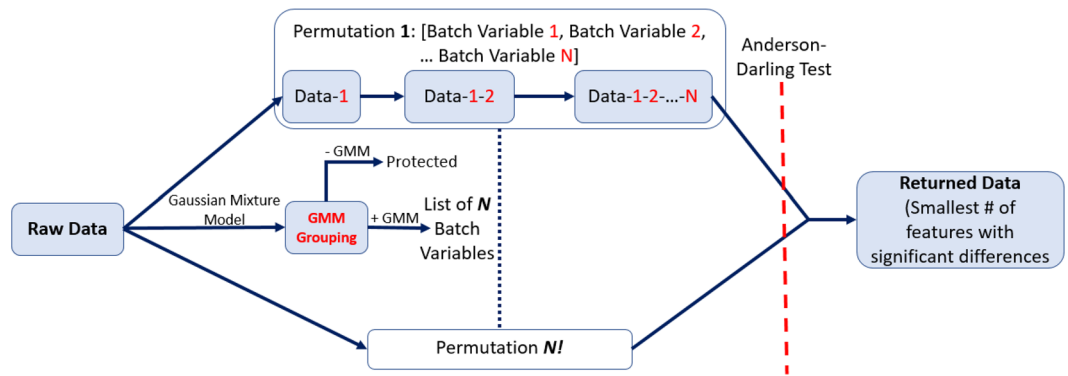 Permutation 1: [Batch Variable 1, Batch Variable 2,
... Batch Variable N]
Data-1
Data-1-2
Data-1-2-...-N
Anderson-
Darling Test
- GMM
Protected
Gaussian Mixture
Model
Raw Data
GMM
Grouping
+ GMM
List of N
Batch
Variables
Returned Data
(Smallest # of
features with
significant differences
Permutation N!